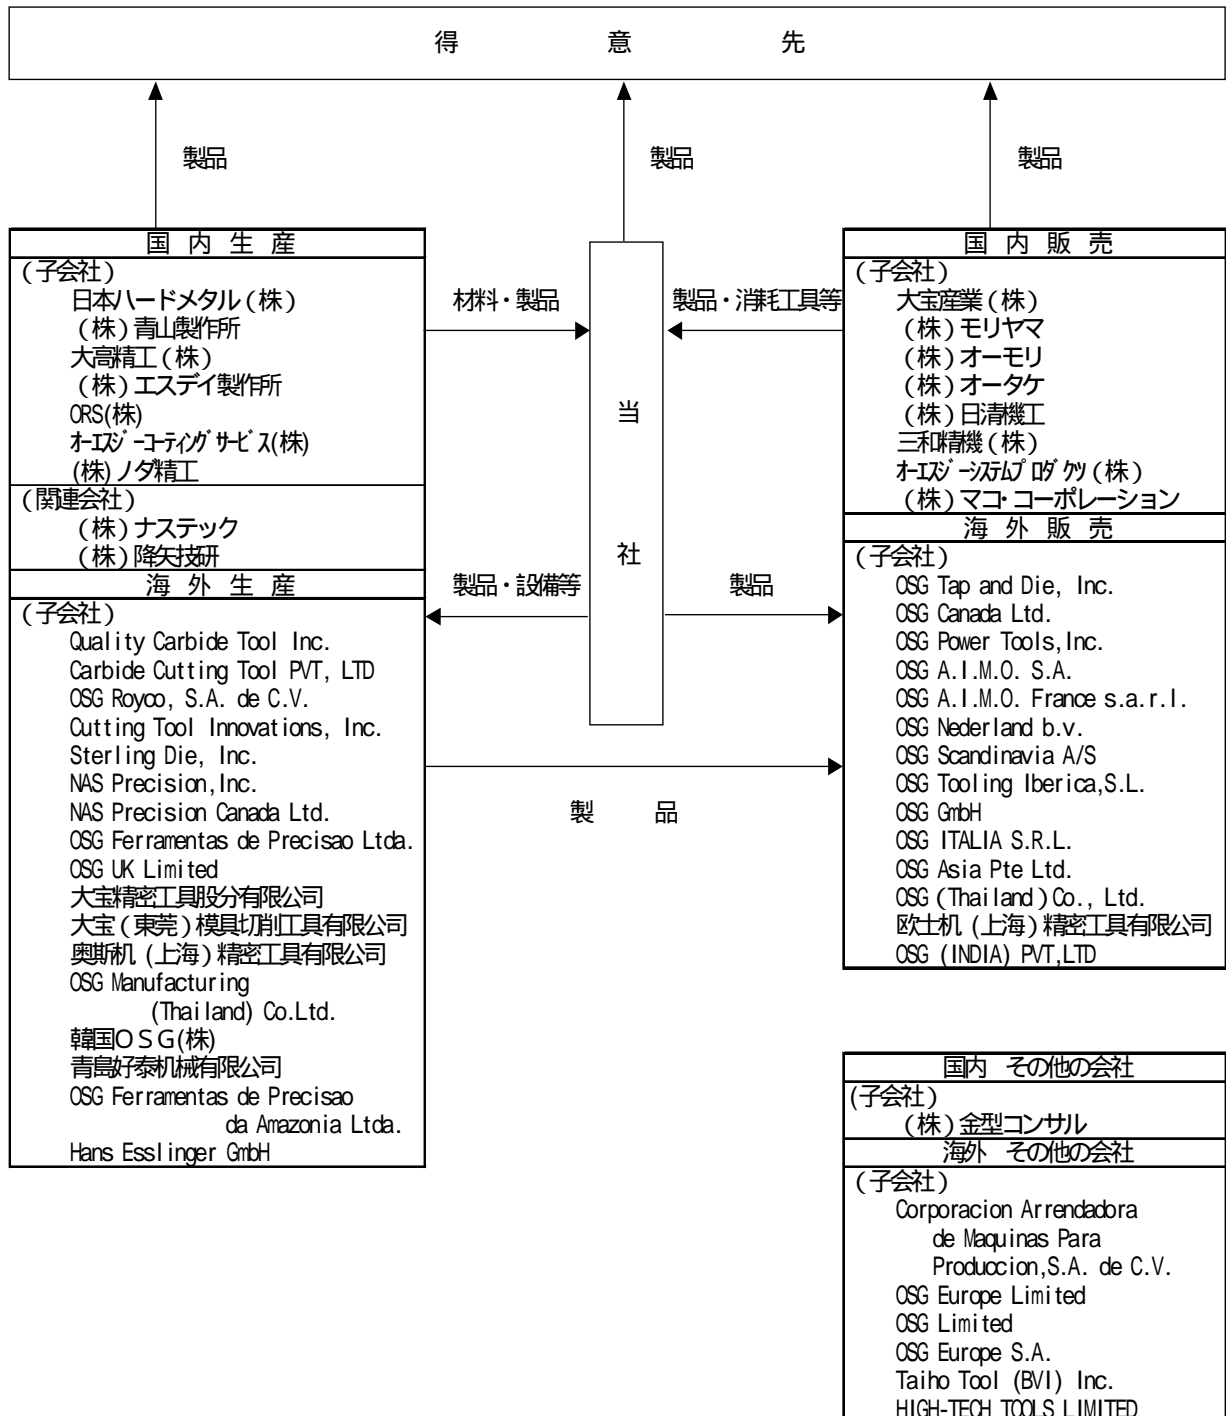 得 意 先
製品
製品
製品
国 内 生 産
(子会社)
日本ハードメタル(株)
(株)青山製作所
大高精工(株)
(株)エスデイ製作所
ORS(株)
オーエスジーコーティングサービス(株)
(株)ノダ精工
(関連会社)
(株)ナステック
(株)降矢技研
海 外 生 産
(子会社)
Quality Carbide Tool Inc.
Carbide Cutting Tool PVT, LTD
OSG Royco, S.A. de C.V.
Cutting Tool Innovations, Inc.
Sterling Die, Inc.
NAS Precision,Inc.
NAS Precision Canada Ltd.
OSG Ferramentas de Precisao Ltda.
OSG UK Limited
大宝精密工具股分有限公司
大宝(東莞)模具切削工具有限公司
奥斯机(上海)精密工具有限公司
OSG Manufacturing
(Thailand) Co.Ltd.
韓国OSG(株)
青島好泰机械有限公司
OSG Ferramentas de Precisao
da Amazonia Ltda.
Hans Esslinger GmbH
材料・製品
製品・消耗工具等
当
社
製品・設備等
製品
製 品
国 内 販 売
(子会社)
大宝産業(株)
(株)モリヤマ
(株)オーモリ
(株)オータケ
(株)日清機工
三和精機(株)
オーエスジーシステムプロダクツ(株)
(株)マコ・コーポレーション
海 外 販 売
(子会社)
OSG Tap and Die, Inc.
OSG Canada Ltd.
OSG Power Tools,Inc.
OSG A.I.M.O. S.A.
OSG A.I.M.O. France s.a.r.l.
OSG Nederland b.v.
OSG Scandinavia A/S
OSG Tooling Iberica,S.L.
OSG GmbH
OSG ITALIA S.R.L.
OSG Asia Pte Ltd.
OSG (Thailand)Co., Ltd.
欧士机(上海)精密工具有限公司
OSG (INDIA) PVT,LTD
国内 その他の会社
(子会社)
(株)金型コンサル
海外 その他の会社
(子会社)
Corporacion Arrendadora
de Maquinas Para
Produccion,S.A. de C.V.
OSG Europe Limited
OSG Limited
OSG Europe S.A.
Taiho Tool (BVI) Inc.
HIGH-TECH TOOLS LIMITED